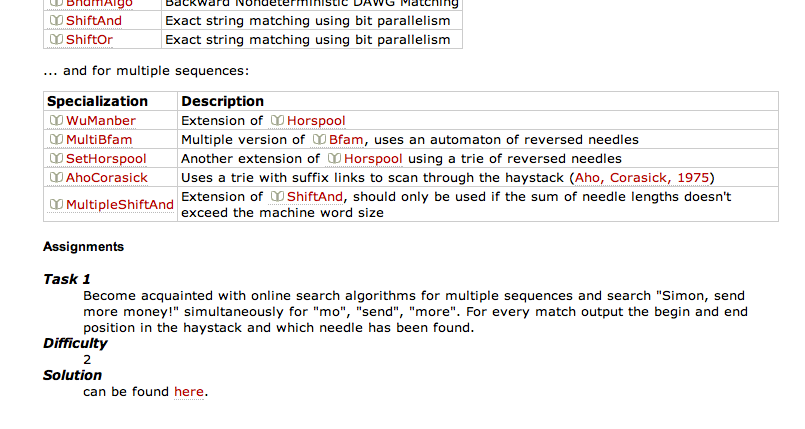 BndmAlgo Backward Nondeterministic DAWG Matching
ShiftAnd Exact string matching using bit parallelism
ShiftOr Exact string matching using bit parallelism
... and for multiple sequences:
Specialization Description
WuManber Extension of Horspool
MultiBfam Multiple version of Bfam, uses an automaton of reversed needles
SetHorspool Another extension of Horspool using a trie of reversed needles
AhoCorasick Uses a trie with suffix links to scan through the haystack (Aho, Corasick, 1975)
MultipleShiftAnd Extension of ShiftAnd, should only be used if the sum of needle lengths doesn't
exceed the machine word size
Assignments
Task 1
Become acquainted with online search algorithms for multiple sequences and search "Simon, send
more money!" simultaneously for "mo", "send", "more". For every match output the begin and end
position in the haystack and which needle has been found.
Difficulty
2
Solution
can be found here.